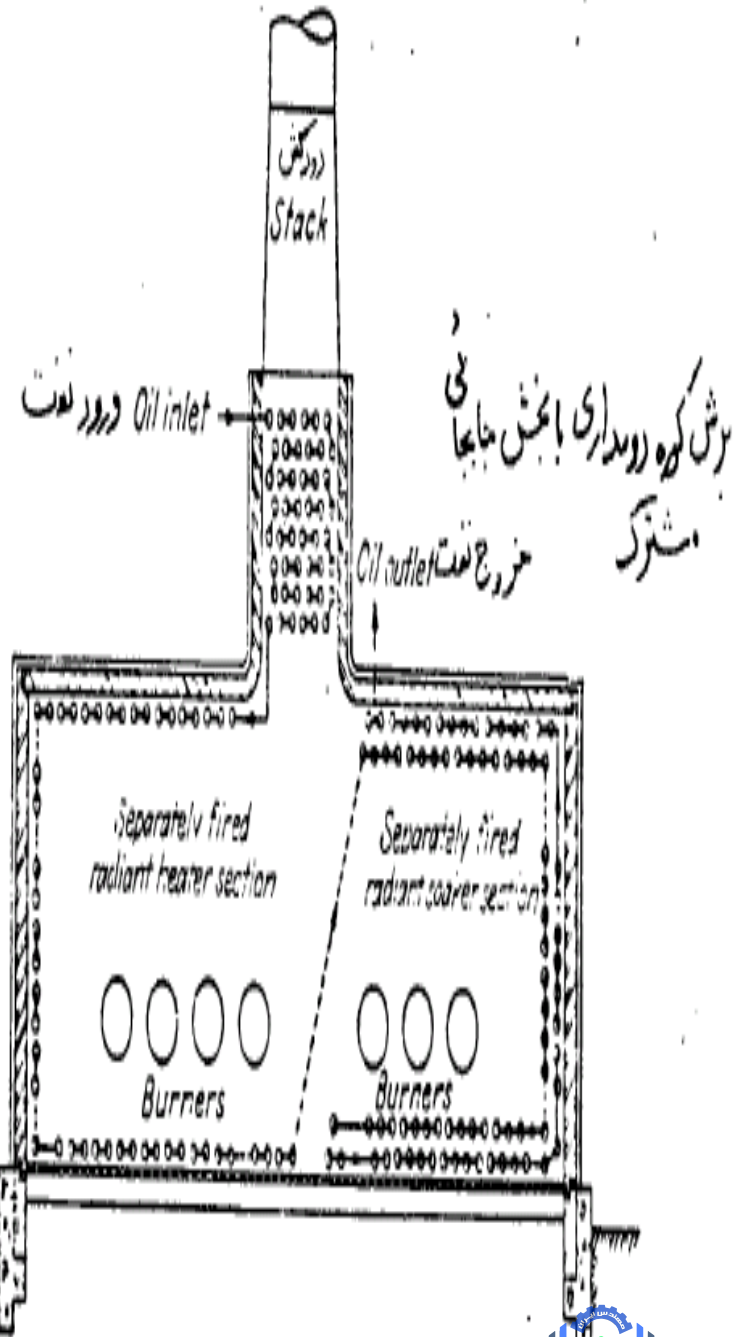 دودکش
Stack
ورود نفت Oil inlet
برش کوره دومداری با بخش جابجائی
مشترک
Oil outlet خروج نفت
Separately fired
radiant heater section
Separately fired
radiant soaker section
Burners
Burners